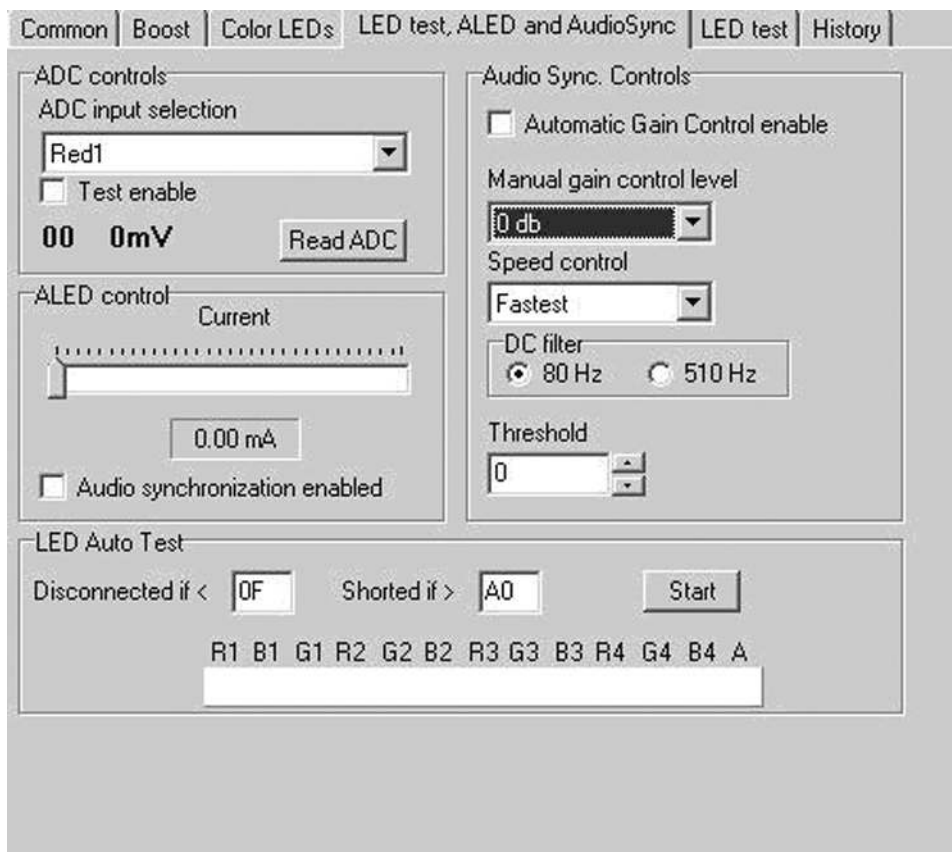 Common Boost Color LEDs LED test, ALED and AudioSync LED test History
ADC controls
ADC input selection
Red1
Test enable
00 0mV Read ADC
ALED control
Current
0.00 mA
Audio synchronization enabled
Audio Sync. Controls
Automatic Gain Control enable
Manual gain control level
0 db
Speed control
Fastest
DC filter
80 Hz 510 Hz
Threshold
0
LED Auto Test
Disconnected if < 0F Shorted if > A0 Start
R1 B1 G1 R2 G2 B2 R3 G3 B3 R4 G4 B4 A